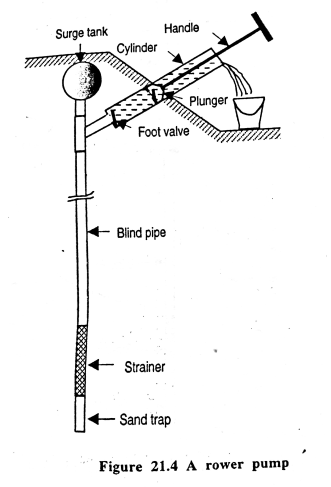 Surge tank
Handle
Cylinder
Plunger
Foot valve
Blind pipe
Strainer
Sand trap
Figure 21.4 A rower pump